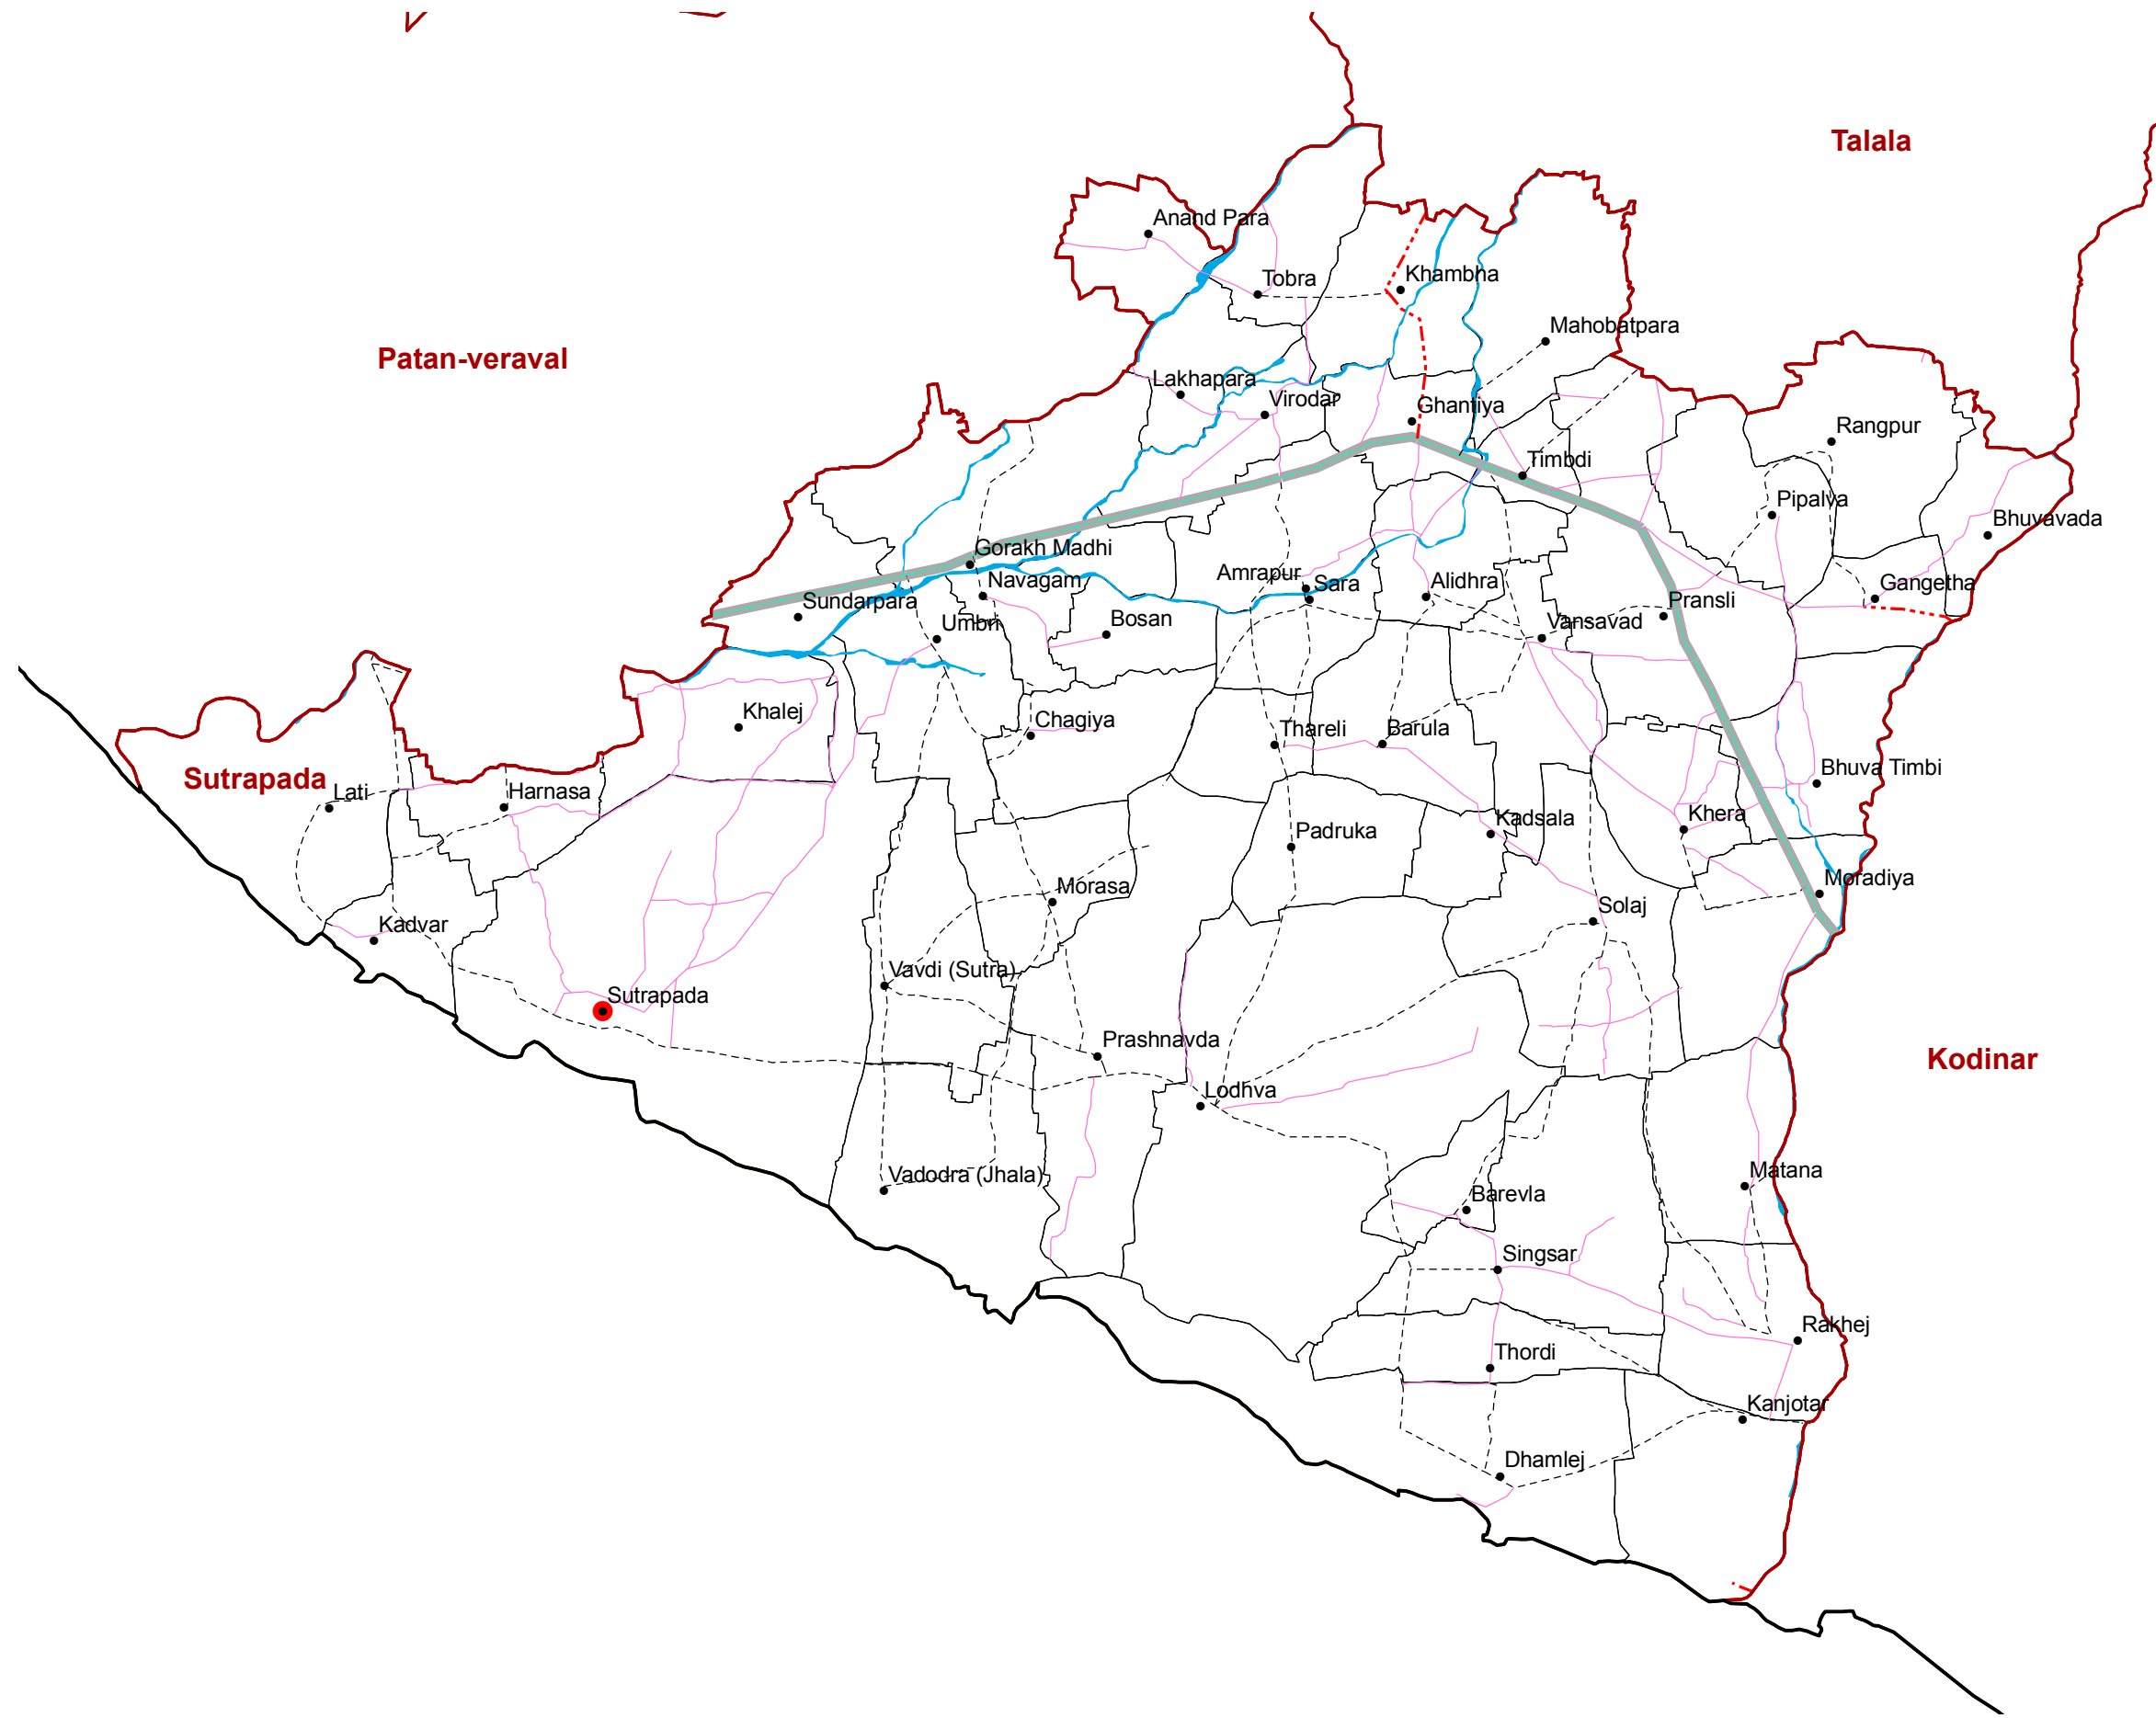 Talala
Anand Para
Tobra
Khambha
Mahobatpara
Patan-veraval
Lakhapara
Virodar
Ghantiya
Rangpur
Timbdi
Pipalva
Bhuvavada
Gorakh Madhi
Navagam
Amrapur
Sara
Alidhra
Gangetha
Sundarpara
Umbri
Bosan
Vansavad
Pransli
Khalej
Chagiya
Thareli
Barula
Sutrapada
Lati
Harnasa
Bhuva Timbi
Padruka
Kadsala
Khera
Morasa
Moradiya
Kadvar
Solaj
Vavdi (Sutra)
Sutrapada
Prashnavda
Kodinar
Lodhva
Vadodra (Jhala)
Matana
Barevla
Singsar
Rakhej
Thordi
Kanjotar
Dhamlej